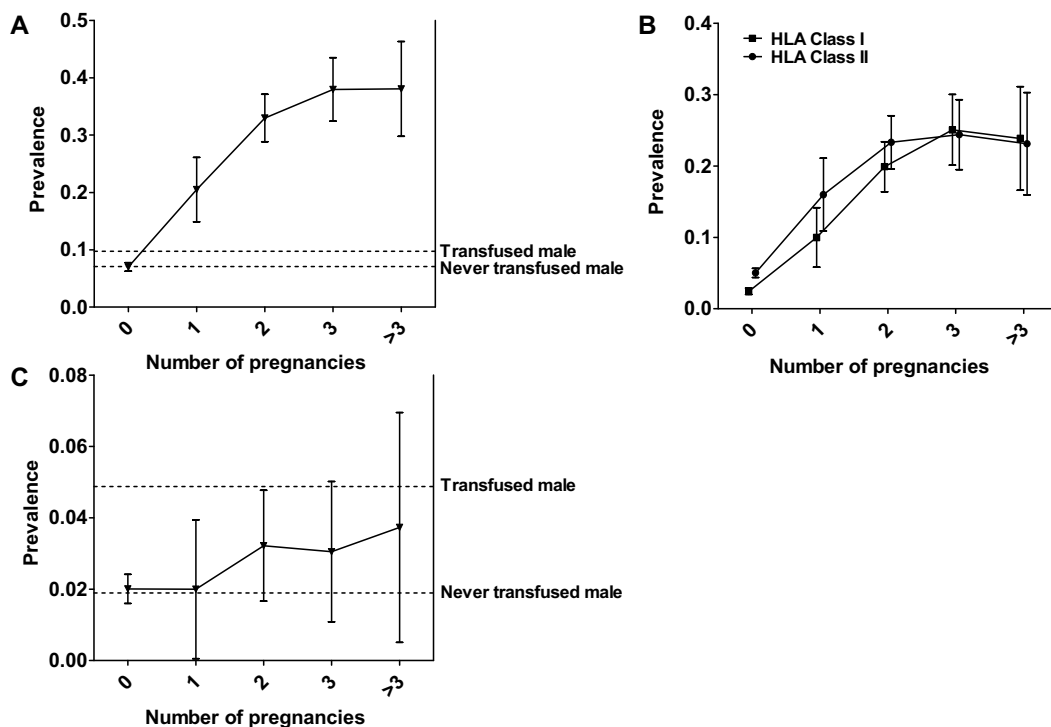 A
Prevalence
0.5
0.4
0.3
0.2
0.1
0.0
Transfused male
Never transfused male
0
1
2
3
>3
Number of pregnancies
B
HLA Class I
HLA Class II
Prevalence
0.4
0.3
0.2
0.1
0.0
0
1
2
3
>3
Number of pregnancies
C
Prevalence
0.08
0.06
0.04
0.02
0.00
Transfused male
Never transfused male
0
1
2
3
>3
Number of pregnancies